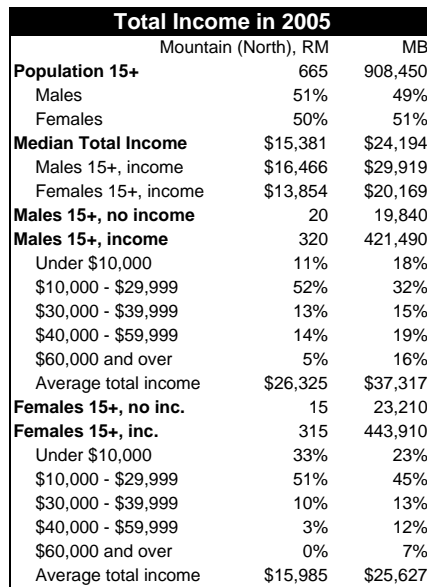 Total Income in 2005
Mountain (North), RM MB
Population 15+ 665 908,450
Males 51% 49%
Females 50% 51%
Median Total Income $15,381 $24,194
Males 15+, income $16,466 $29,919
Females 15+, income $13,854 $20,169
Males 15+, no income 20 19,840
Males 15+, income 320 421,490
Under $10,000 11% 18%
$10,000 - $29,999 52% 32%
$30,000 - $39,999 13% 15%
$40,000 - $59,999 14% 19%
$60,000 and over 5% 16%
Average total income $26,325 $37,317
Females 15+, no inc. 15 23,210
Females 15+, inc. 315 443,910
Under $10,000 33% 23%
$10,000 - $29,999 51% 45%
$30,000 - $39,999 10% 13%
$40,000 - $59,999 3% 12%
$60,000 and over 0% 7%
Average total income $15,985 $25,627